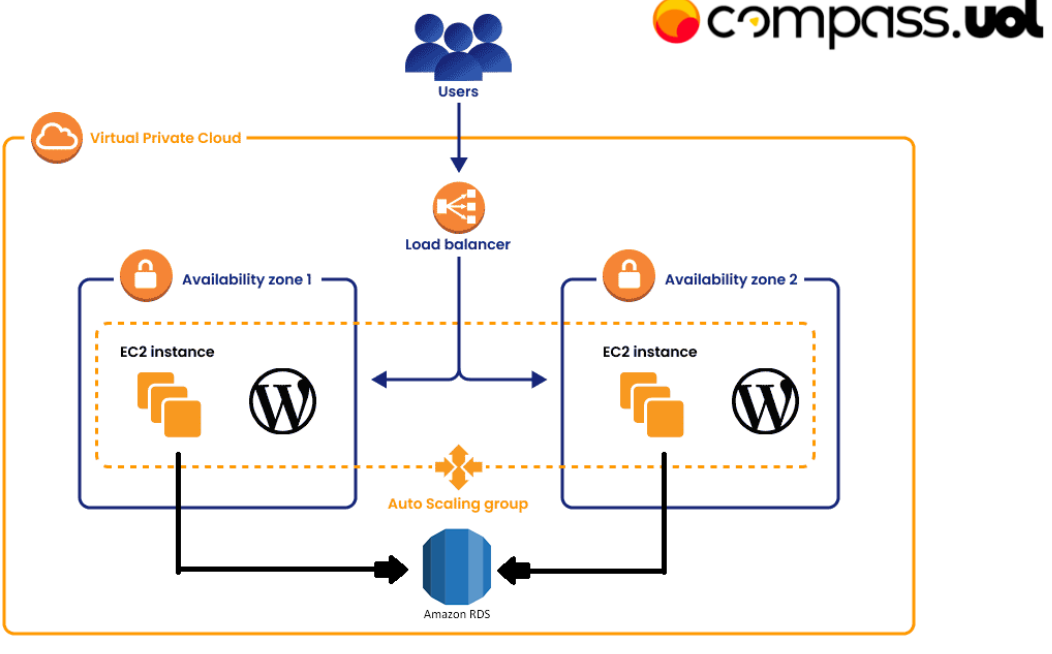 compass.uol
Users
Virtual Private Cloud
Load balancer
Availability zone 1
Availability zone 2
EC2 instance
EC2 instance
Auto Scaling group
Amazon RDS